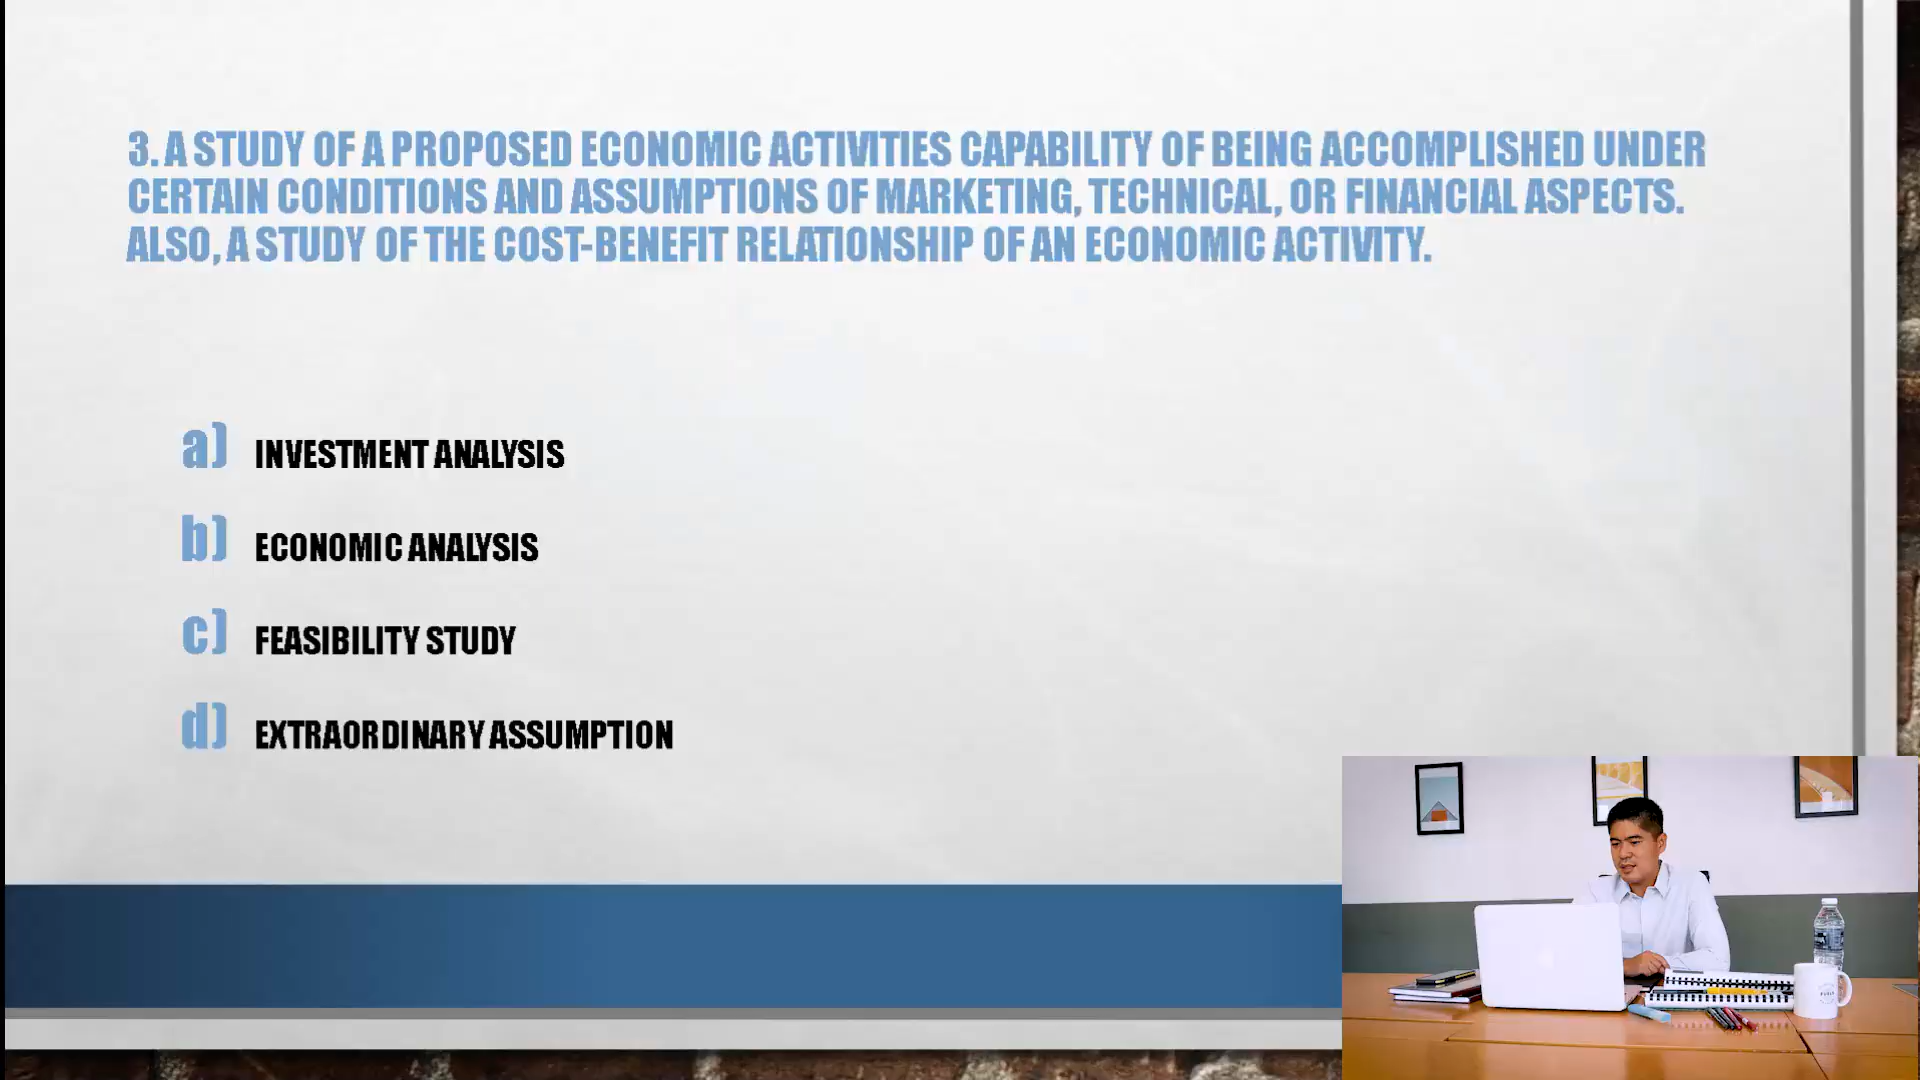 3. A STUDY OF A PROPOSED ECONOMIC ACTIVITIES CAPABILITY OF BEING ACCOMPLISHED UNDER
CERTAIN CONDITIONS AND ASSUMPTIONS OF MARKETING, TECHNICAL, OR FINANCIAL ASPECTS.
ALSO, A STUDY OF THE COST-BENEFIT RELATIONSHIP OF AN ECONOMIC ACTIVITY.
a) INVESTMENT ANALYSIS
b) ECONOMIC ANALYSIS
c) FEASIBILITY STUDY
d) EXTRAORDINARY ASSUMPTION